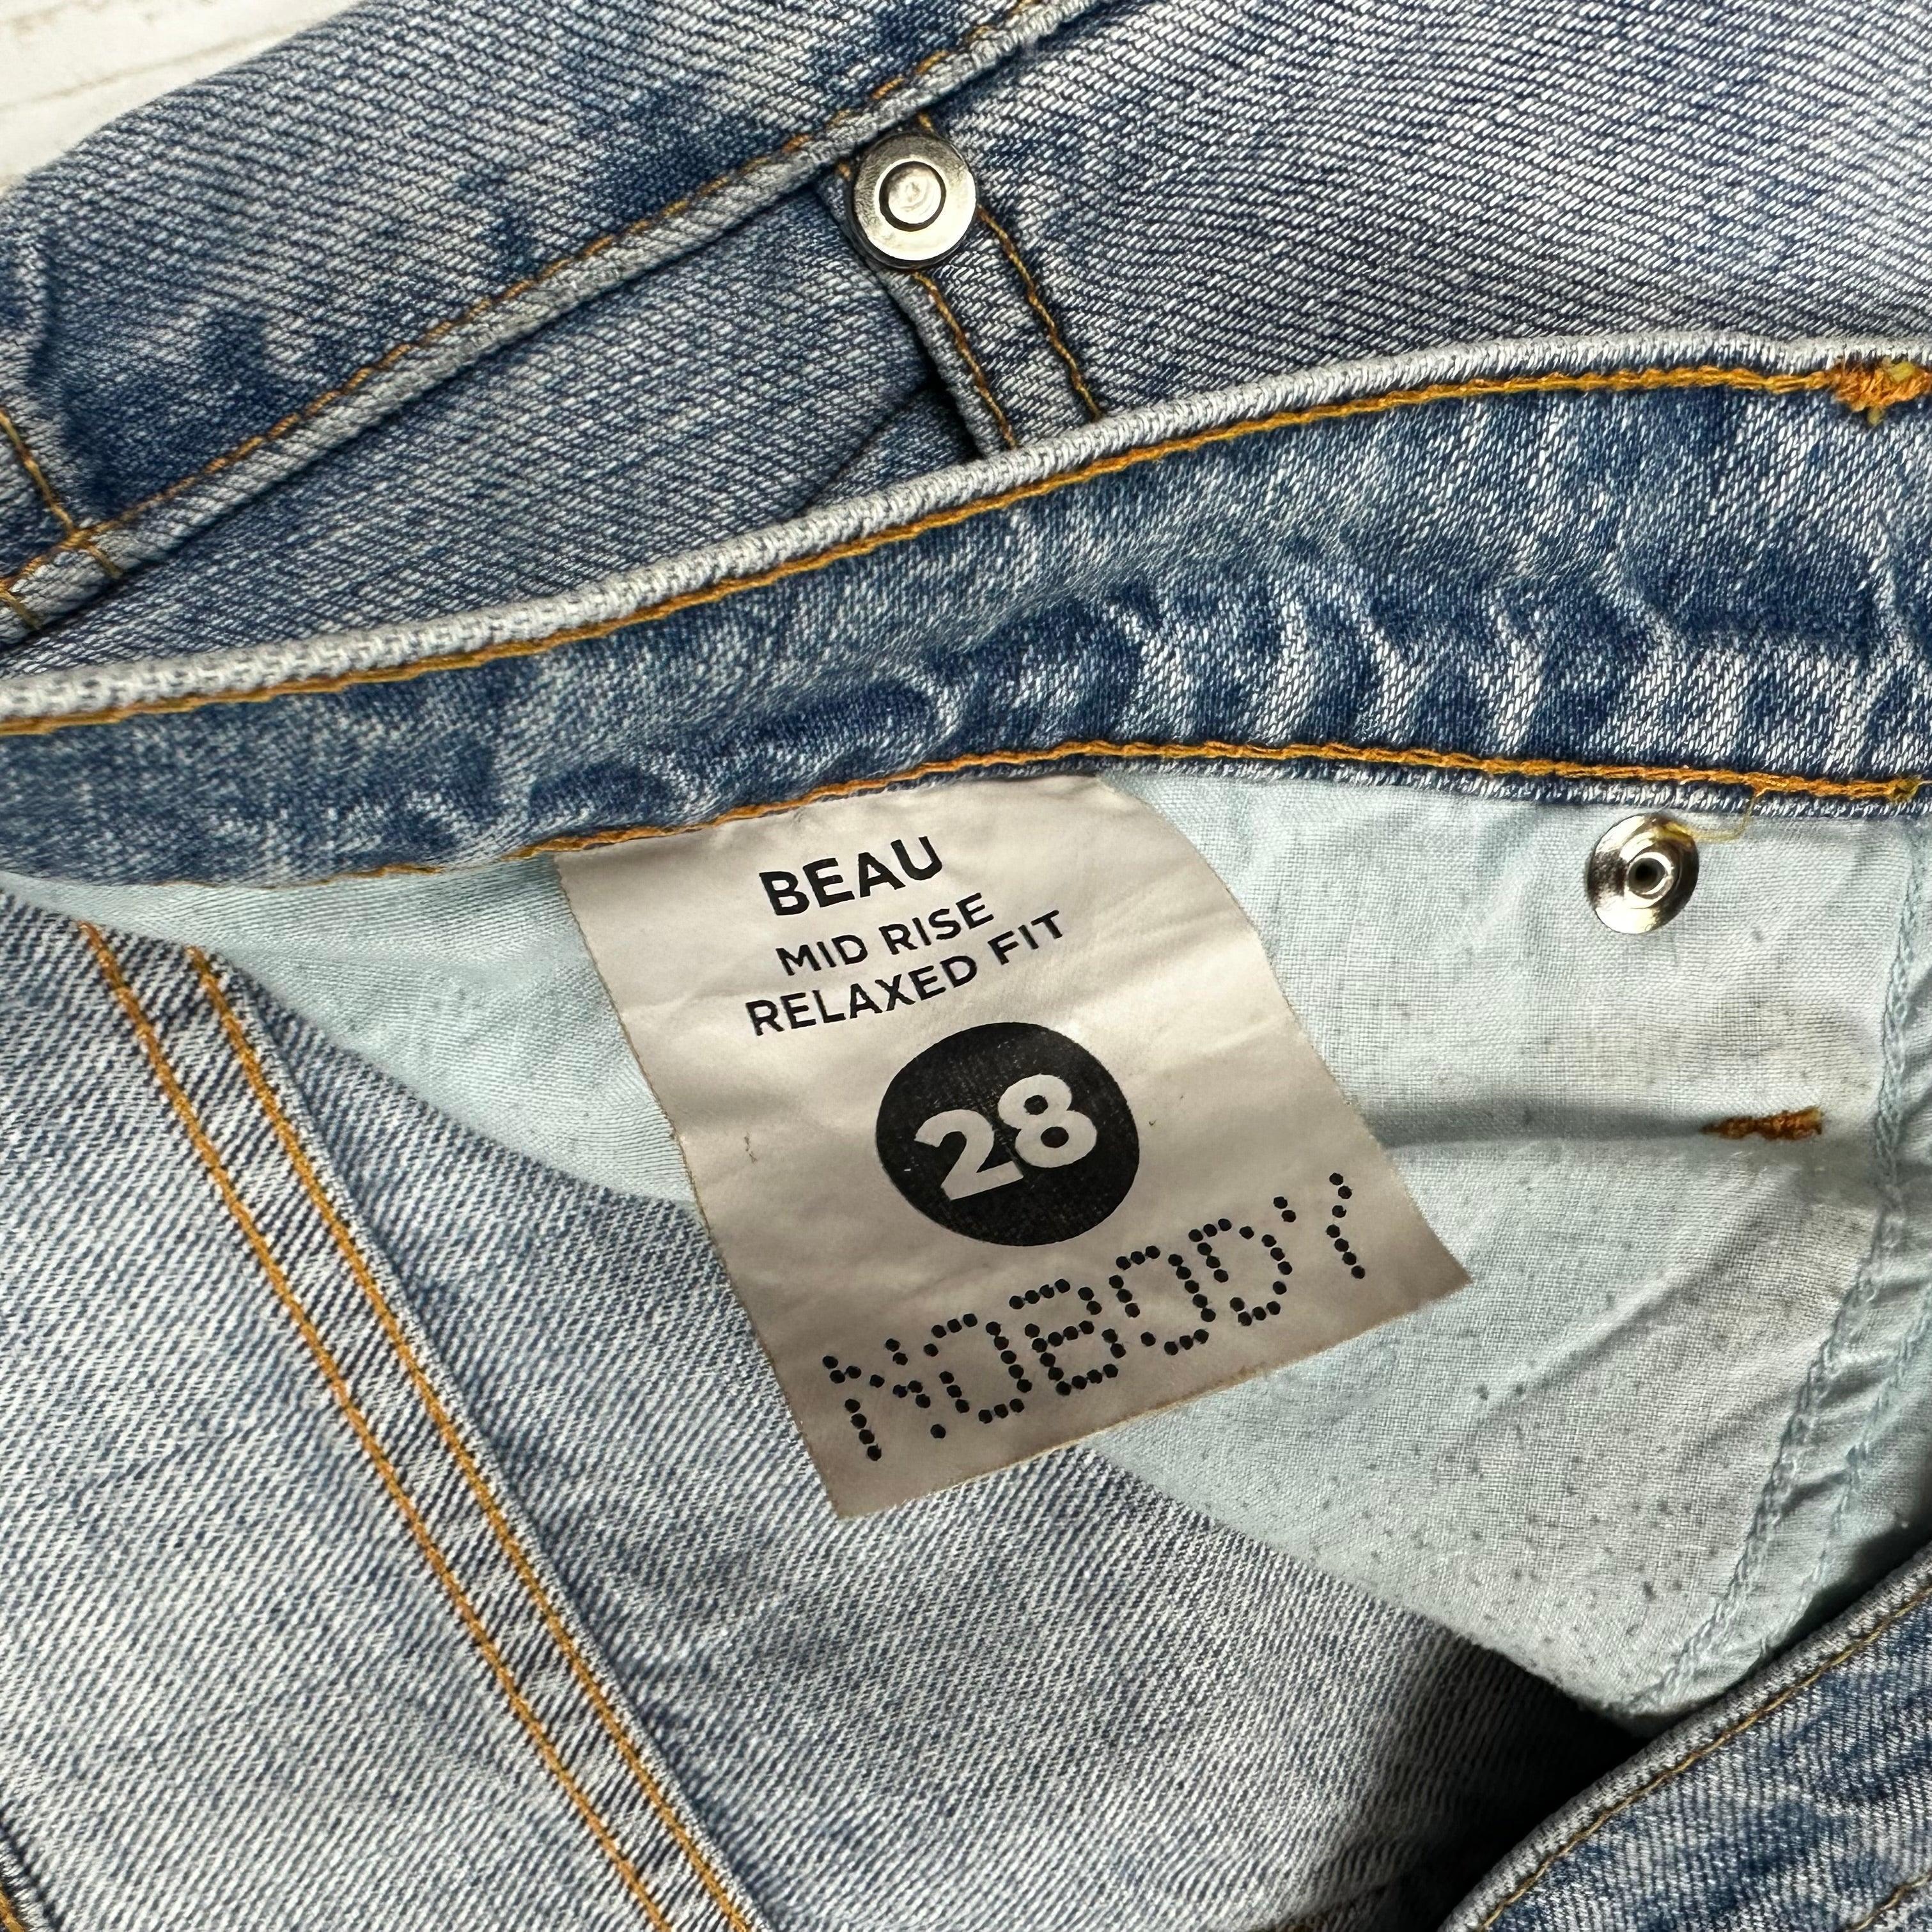 BEAU
MID RISE
RELAXED FIT
28
NOBODY